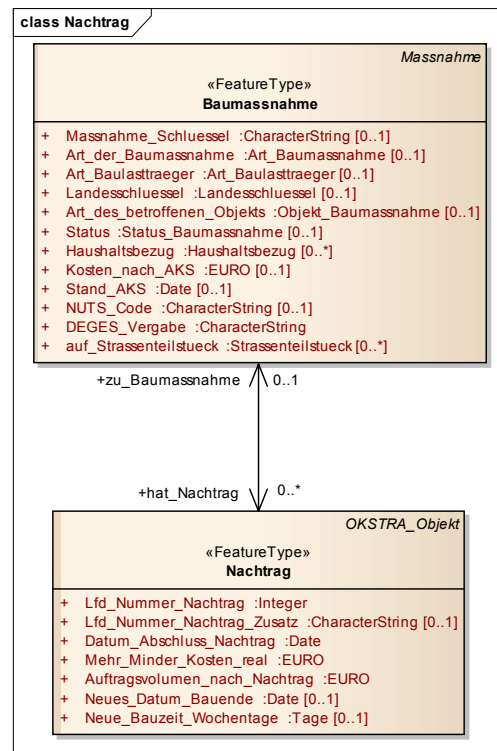 class Nachtrag
Massnahme
«FeatureType»
Baumassnahme
+ Massnahme_Schluessel :CharacterString [0..1]
+ Art_der_Baumassnahme :Art_Baumassnahme [0..1]
+ Art_Baulasttraeger :Art_Baulasttraeger [0..1]
+ Landesschluessel :Landesschluessel [0..1]
+ Art_des_betroffenen_Objekts :Objekt_Baumassnahme [0..1]
+ Status :Status_Baumassnahme [0..1]
+ Haushaltsbezug :Haushaltsbezug [0..*]
+ Kosten_nach_AKS :EURO [0..1]
+ Stand_AKS :Date [0..1]
+ NUTS_Code :CharacterString [0..1]
+ DEGES_Vergabe :CharacterString
+ auf_Strassenteilstueck :Strassenteilstueck[0..*]
+zu_Baumassnahme 0..1
+hat_Nachtrag 0..*
OKSTRA_Objekt
«FeatureType»
Nachtrag
+ Lfd_Nummer_Nachtrag :Integer
+ Lfd_Nummer_Nachtrag_Zusatz :CharacterString [0..1]
+ Datum_Abschluss_Nachtrag :Date
+ Mehr_Minder_Kosten_real :EURO
+ Auftragsvolumen_nach_Nachtrag :EURO
+ Neues_Datum_Bauende :Date [0..1]
+ Neue_Bauzeit_Wochentage :Tage [0..1]